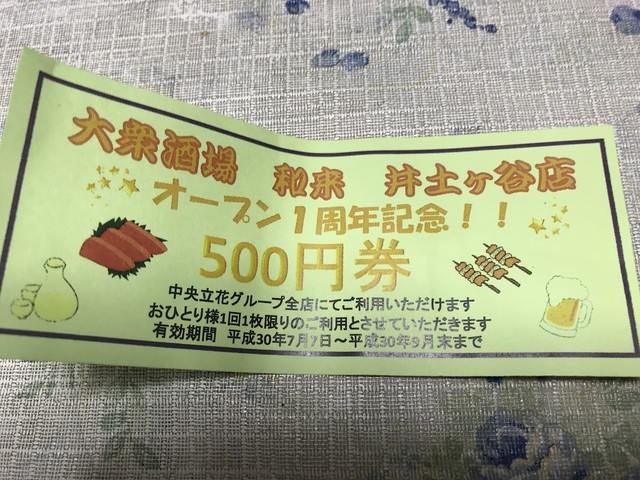 大衆酒場 和来 井土ヶ谷店
オープン1周年記念！！
500円券
中央立花グループ全店にてご利用いただけます
おひとり様1回1枚限りのご利用とさせていただきます
有効期間 平成30年7月7日～平成30年9月末まで